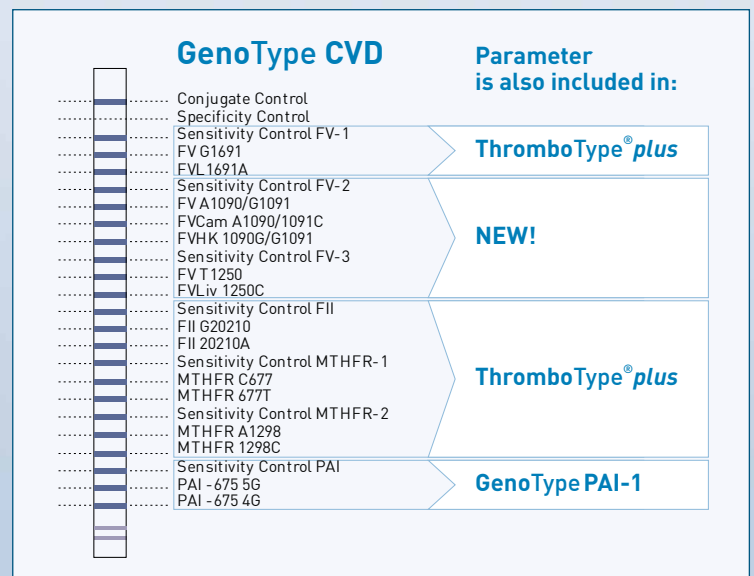 GenoType CVD
Parameter
is also included in:
Conjugate Control
Specificity Control
Sensitivity Control FV-1
FV G1691
FVL 1691A
ThromboType®plus
Sensitivity Control FV-2
FV A1090/G1091
FVCam A1090/1091C
FVHK 1090G/G1091
Sensitivity Control FV-3
FV T1250
FVLiv 1250C
NEW!
Sensitivity Control FII
FII G20210
FII 20210A
Sensitivity Control MTHFR-1
MTHFR C677
MTHFR 677T
Sensitivity Control MTHFR-2
MTHFR A1298
MTHFR 1298C
ThromboType®plus
Sensitivity Control PAI
PAI -675 5G
PAI -675 4G
GenoType PAI-1